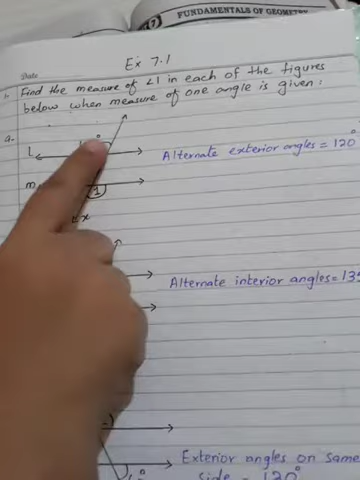 FUNDAMENTALS OF GEOMETRY
Ex 7.1
Date
Find the measure of ∠1 in each of the figures
below when measure of one angle is given:
a.
l
m
1
x
Alternate exterior angles = 120°
Alternate interior angles = 135
Exterior angles on same
side = 120°